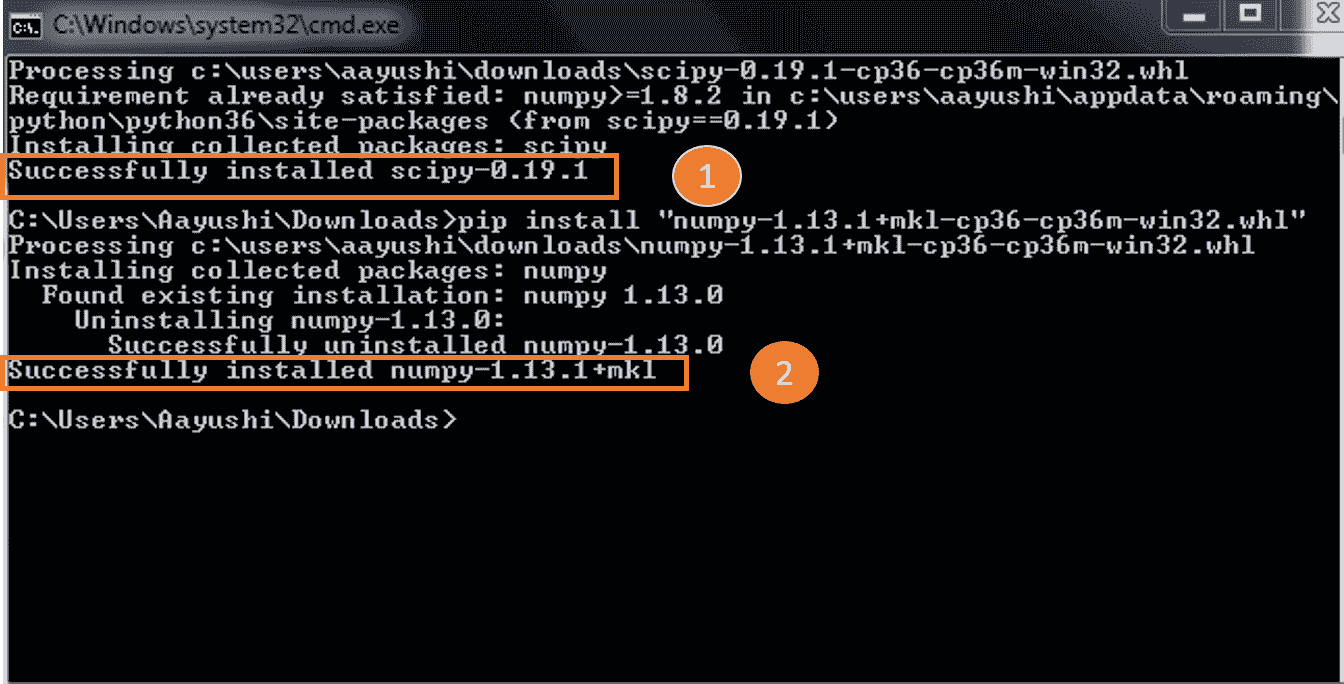 C:\Windows\system32\cmd.exe
Processing c:\users\aayushi\downloads\scipy-0.19.1-cp36-cp36m-win32.whl
Requirement already satisfied: numpy>=1.8.2 in c:\users\aayushi\appdata\roaming\
python\python36\site-packages (from scipy==0.19.1)
Installing collected packages: scipy
Successfully installed scipy-0.19.1
1
C:\Users\Aayushi\Downloads>pip install "numpy-1.13.1+mkl-cp36-cp36m-win32.whl"
Processing c:\users\aayushi\downloads\numpy-1.13.1+mkl-cp36-cp36m-win32.whl
Installing collected packages: numpy
  Found existing installation: numpy 1.13.0
    Uninstalling numpy-1.13.0:
      Successfully uninstalled numpy-1.13.0
Successfully installed numpy-1.13.1+mkl
2
C:\Users\Aayushi\Downloads>